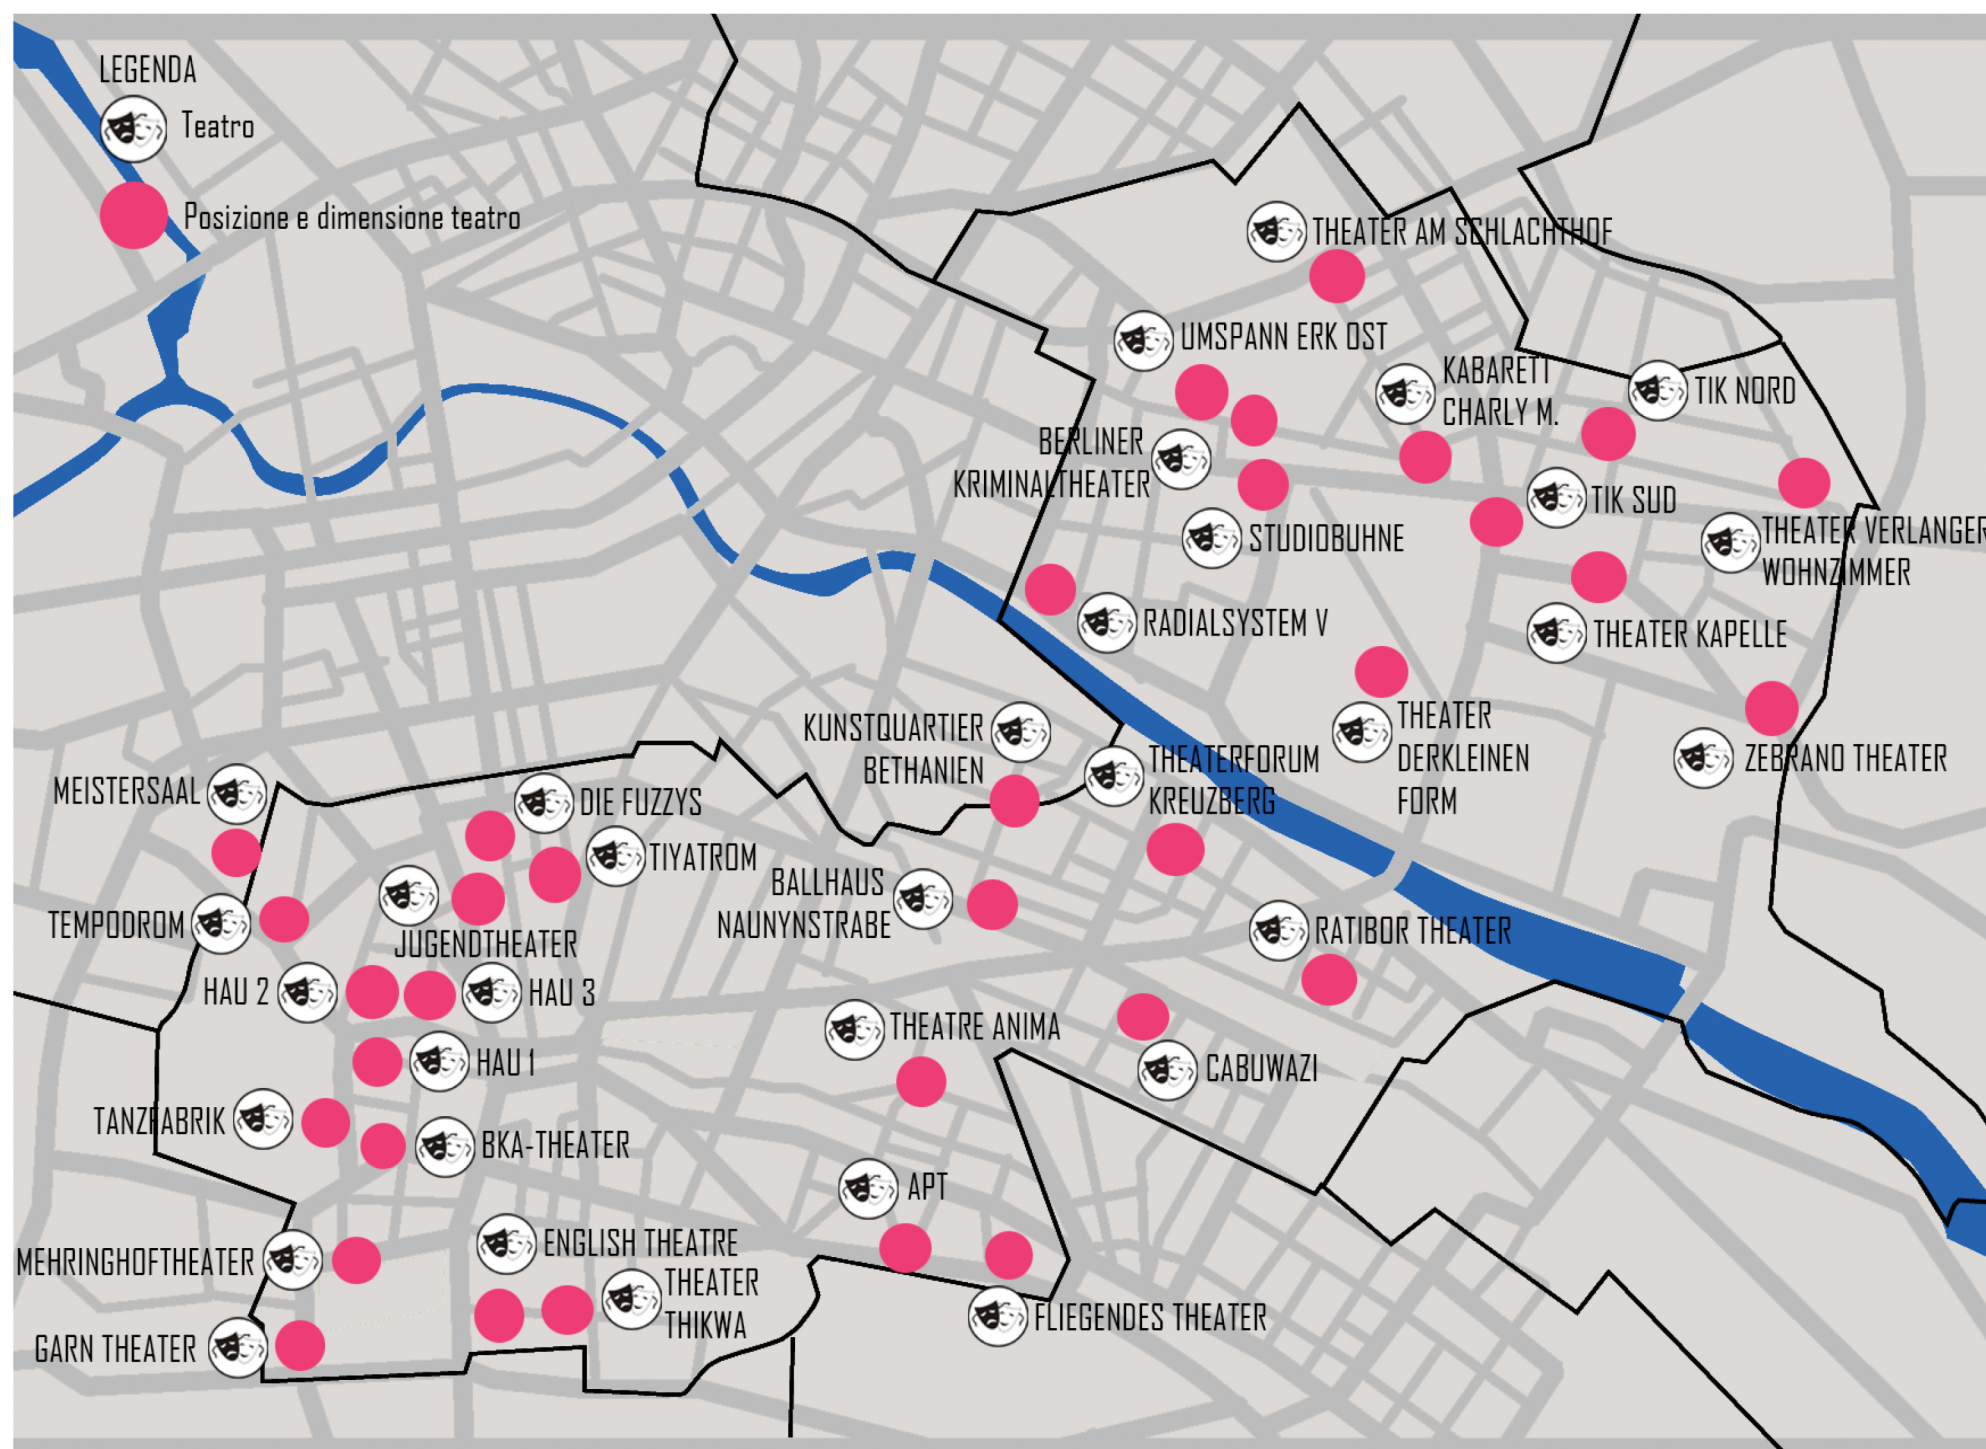 LEGENDA
Teatro
Posizione e dimensione teatro
THEATER AM SCHLACHTHOF
UMSPANN ERK OST
KABARETT
CHARLY M.
TIK NORD
BERLINER
KRIMINALTHEATER
TIK SUD
STUDIOBUHNE
THEATER VERLANGER
WOHNZIMMER
RADIALSYSTEM V
THEATER KAPELLE
KUNSTQUARTIER
BETHANIEN
THEATERFORUM
KREUZBERG
THEATER
DERKLEINEN
FORM
ZEBRANO THEATER
MEISTERSAAL
DIE FUZZYS
TIYATROM
BALLHAUS
NAUNYNSTRABE
TEMPODROM
JUGENDTHEATER
RATIBOR THEATER
HAU 2
HAU 3
THEATRE ANIMA
HAU 1
CABUWAZI
TANZFABRIK
BKA-THEATER
APT
MEHRINGHOFTHEATER
ENGLISH THEATRE
THEATER
THIKWA
FLIEGENDES THEATER
GARN THEATER